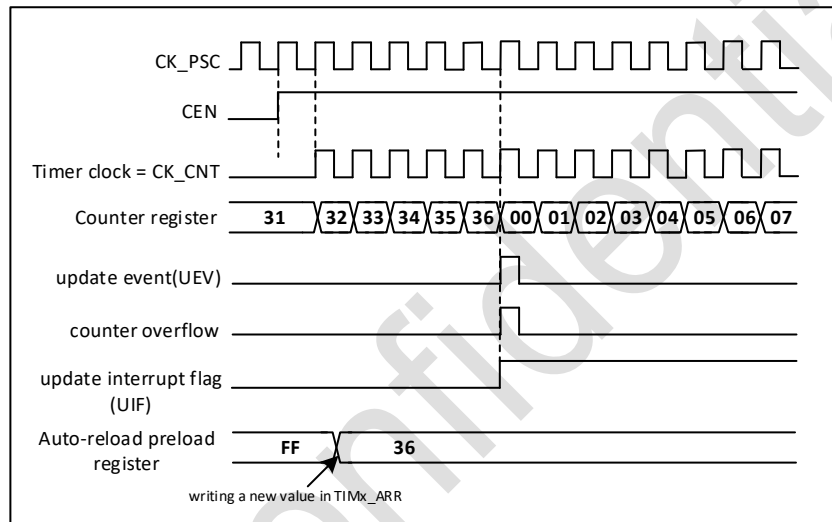 CK_PSC
CEN
Timer clock = CK_CNT
Counter register 31 32 33 34 35 36 00 01 02 03 04 05 06 07
update event(UEV)
counter overflow
update interrupt flag
(UIF)
Auto-reload preload
register
FF 36
writing a new value in TIMx_ARR
onfidenti